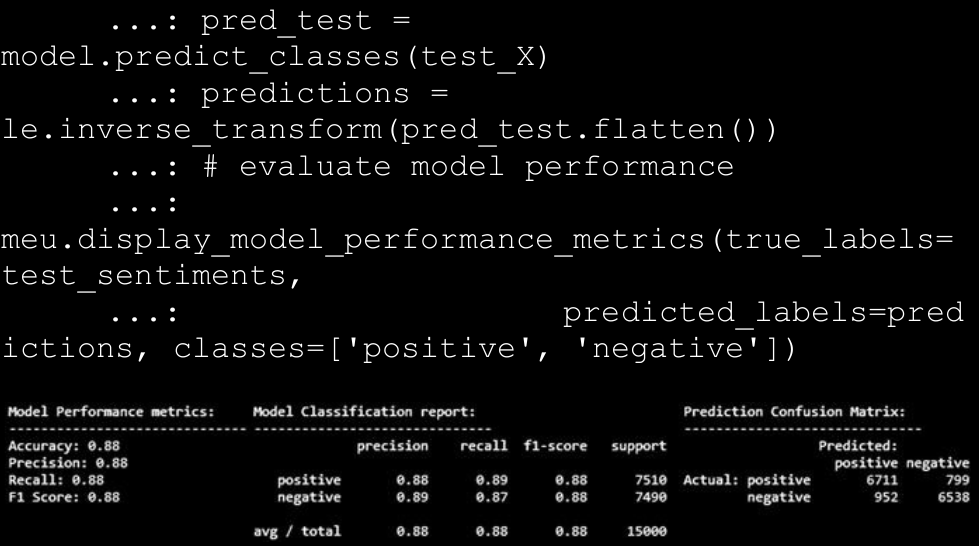 ...: pred_test =
model.predict_classes(test_X)
...: predictions =
le.inverse_transform(pred_test.flatten())
...: # evaluate model performance
...:
meu.display_model_performance_metrics(true_labels=
test_sentiments,
...: predicted_labels=pred
ictions, classes=['positive', 'negative'])
Model Performance metrics:
------------------------------
Accuracy: 0.88
Precision: 0.88
Recall: 0.88
F1 Score: 0.88
Model Classification report:
------------------------------
precision recall f1-score support
positive 0.88 0.89 0.88 7510
negative 0.89 0.87 0.88 7490
avg / total 0.88 0.88 0.88 15000
Prediction Confusion Matrix:
------------------------------
Predicted:
positive negative
Actual: positive 6711 799
negative 952 6538